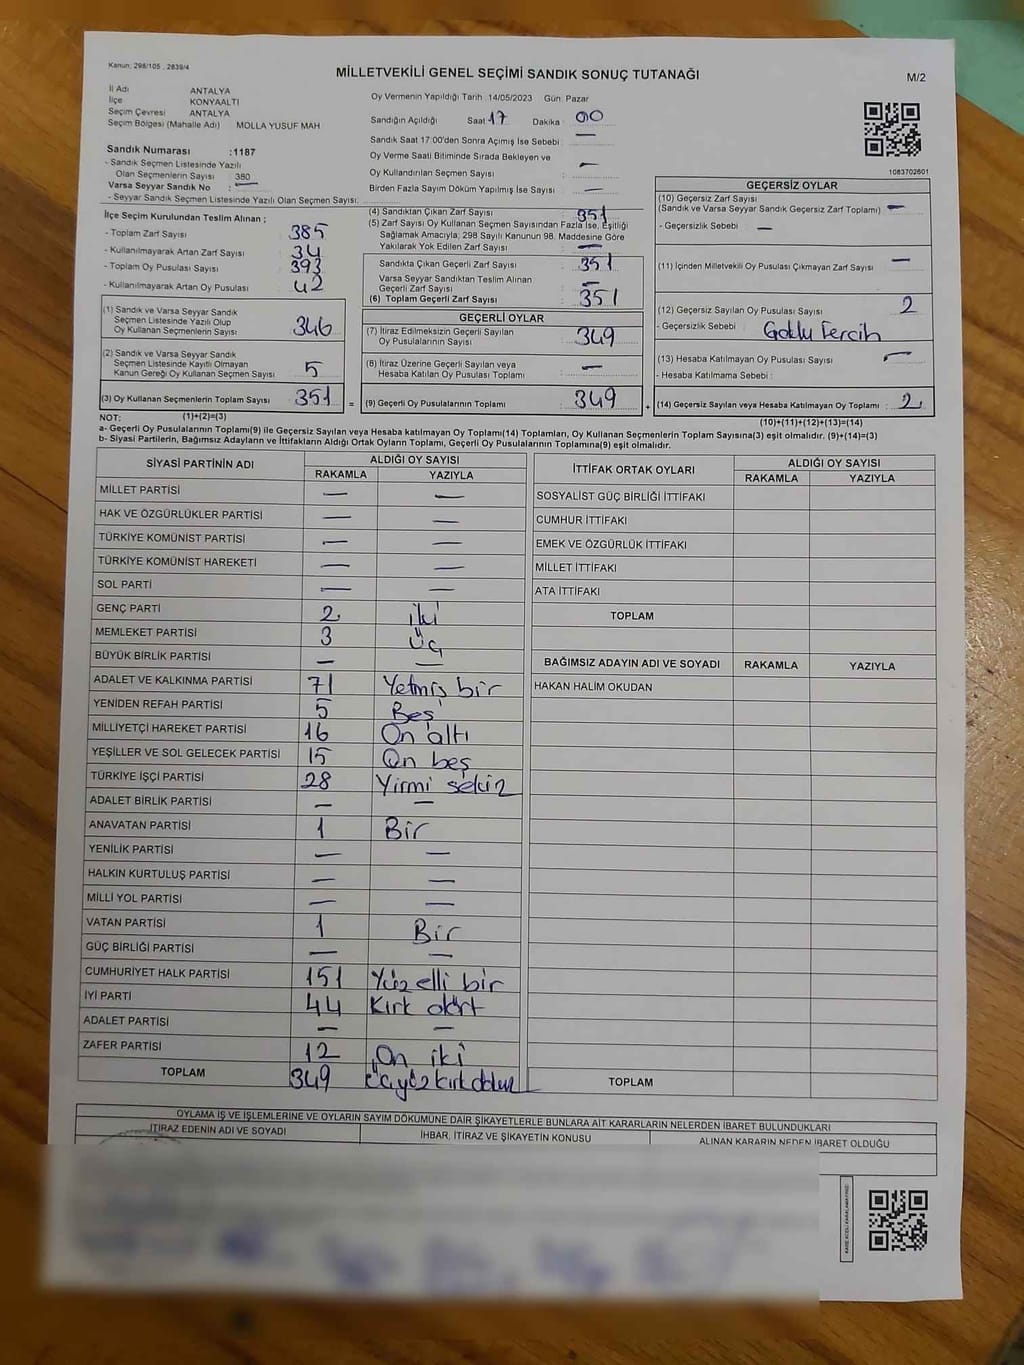 Kanun: 298/105 , 2839/4
MİLLETVEKİLİ GENEL SEÇİMİ SANDIK SONUÇ TUTANAĞI
M/2
İl Adı ANTALYA
İlçe KONYAALTI
Seçim Çevresi ANTALYA
Seçim Bölgesi (Mahalle Adı) MOLLA YUSUF MAH
Sandık Numarası :1187
- Sandık Seçmen Listesinde Yazılı
Olan Seçmenlerin Sayısı : 380
Varsa Seyyar Sandık No : —
- Seyyar Sandık Seçmen Listesinde Yazılı Olan Seçmen Sayısı:
Oy Vermenin Yapıldığı Tarih :14/05/2023 Gün: Pazar
Sandığın Açıldığı Saat 17 Dakika : 00
Sandık Saat 17:00'den Sonra Açımış İse Sebebi : —
Oy Verme Saati Bitiminde Sırada Bekleyen ve
Oy Kullandırılan Seçmen Sayısı : —
Birden Fazla Sayım Döküm Yapılmış İse Sayısı : —
1083702601
İlçe Seçim Kurulundan Teslim Alınan ;
- Toplam Zarf Sayısı : 385
- Kullanılmayarak Artan Zarf Sayısı : 34
- Toplam Oy Pusulası Sayısı : 393
- Kullanılmayarak Artan Oy Pusulası : 42
(1) Sandık ve Varsa Seyyar Sandık
Seçmen Listesinde Yazılı Olup
Oy Kullanan Seçmenlerin Sayısı : 346
(2) Sandık ve Varsa Seyyar Sandık
Seçmen Listesinde Kayıtlı Olmayan
Kanun Gereği Oy Kullanan Seçmen Sayısı : 5
(3) Oy Kullanan Seçmenlerin Toplam Sayısı : 351
(1)+(2)=(3)
(4) Sandıktan Çıkan Zarf Sayısı : 351
(5) Zarf Sayısı Oy Kullanan Seçmen Sayısından Fazla İse, Eşitliği
Sağlamak Amacıyla; 298 Sayılı Kanunun 98. Maddesine Göre
Yakılarak Yok Edilen Zarf Sayısı : —
Sandıkta Çıkan Geçerli Zarf Sayısı : 351
Varsa Seyyar Sandıktan Teslim Alınan
Geçerli Zarf Sayısı : —
(6) Toplam Geçerli Zarf Sayısı : 351
GEÇERLİ OYLAR
(7) İtiraz Edilmeksizin Geçerli Sayılan
Oy Pusulalarının Sayısı : 349
(8) İtiraz Üzerine Geçerli Sayılan veya
Hesaba Katılan Oy Pusulası Toplamı : —
= (9) Geçerli Oy Pusulalarının Toplamı : 349
GEÇERSİZ OYLAR
(10) Geçersiz Zarf Sayısı
(Sandık ve Varsa Seyyar Sandık Geçersiz Zarf Toplamı) : —
- Geçersizlik Sebebi : —
(11) İçinden Milletvekili Oy Pusulası Çıkmayan Zarf Sayısı : —
(12) Geçersiz Sayılan Oy Pusulası Sayısı : 2
- Geçersizlik Sebebi : Çoklu Tercih
(13) Hesaba Katılmayan Oy Pusulası Sayısı : —
- Hesaba Katılmama Sebebi :
+ (14) Geçersiz Sayılan veya Hesaba Katılmayan Oy Toplamı : 2
(10)+(11)+(12)+(13)=(14)
NOT:
a- Geçerli Oy Pusulalarının Toplamı(9) ile Geçersiz Sayılan veya Hesaba katılmayan Oy Toplamı(14) Toplamları, Oy Kullanan Seçmenlerin Toplam Sayısına(3) eşit olmalıdır. (9)+(14)=(3)
b- Siyasi Partilerin, Bağımsız Adayların ve İttifakların Aldığı Ortak Oyların Toplamı, Geçerli Oy Pusulalarının Toplamına(9) eşit olmalıdır.
SİYASİ PARTİNİN ADI ALDIĞI OY SAYISI
RAKAMLA YAZIYLA
MİLLET PARTİSİ — —
HAK VE ÖZGÜRLÜKLER PARTİSİ — —
TÜRKİYE KOMÜNİST PARTİSİ — —
TÜRKİYE KOMÜNİST HAREKETİ — —
SOL PARTİ — —
GENÇ PARTİ 2 iki
MEMLEKET PARTİSİ 3 üç
BÜYÜK BİRLİK PARTİSİ — —
ADALET VE KALKINMA PARTİSİ 71 Yetmiş bir
YENİDEN REFAH PARTİSİ 5 Beş
MİLLİYETÇİ HAREKET PARTİSİ 16 On altı
YEŞİLLER VE SOL GELECEK PARTİSİ 15 On beş
TÜRKİYE İŞÇİ PARTİSİ 28 Yirmi sekiz
ADALET BİRLİK PARTİSİ — —
ANAVATAN PARTİSİ 1 Bir
YENİLİK PARTİSİ — —
HALKIN KURTULUŞ PARTİSİ — —
MİLLİ YOL PARTİSİ — —
VATAN PARTİSİ 1 Bir
GÜÇ BİRLİĞİ PARTİSİ — —
CUMHURİYET HALK PARTİSİ 151 Yüz elli bir
İYİ PARTİ 44 Kırk dört
ADALET PARTİSİ — —
ZAFER PARTİSİ 12 On iki
TOPLAM 349 üçyüz kırk dokuz
İTTİFAK ORTAK OYLARI ALDIĞI OY SAYISI
RAKAMLA YAZIYLA
SOSYALİST GÜÇ BİRLİĞİ İTTİFAKI
CUMHUR İTTİFAKI
EMEK VE ÖZGÜRLÜK İTTİFAKI
MİLLET İTTİFAKI
ATA İTTİFAKI
TOPLAM
BAĞIMSIZ ADAYIN ADI VE SOYADI RAKAMLA YAZIYLA
HAKAN HALİM OKUDAN
TOPLAM
OYLAMA İŞ VE İŞLEMLERİNE VE OYLARIN SAYIM DÖKÜMÜNE DAİR ŞİKAYETLERLE BUNLARA AİT KARARLARIN NELERDEN İBARET BULUNDUKLARI
İTİRAZ EDENİN ADI VE SOYADI İHBAR, İTİRAZ VE ŞİKAYETİN KONUSU ALINAN KARARIN NEDEN İBARET OLDUĞU